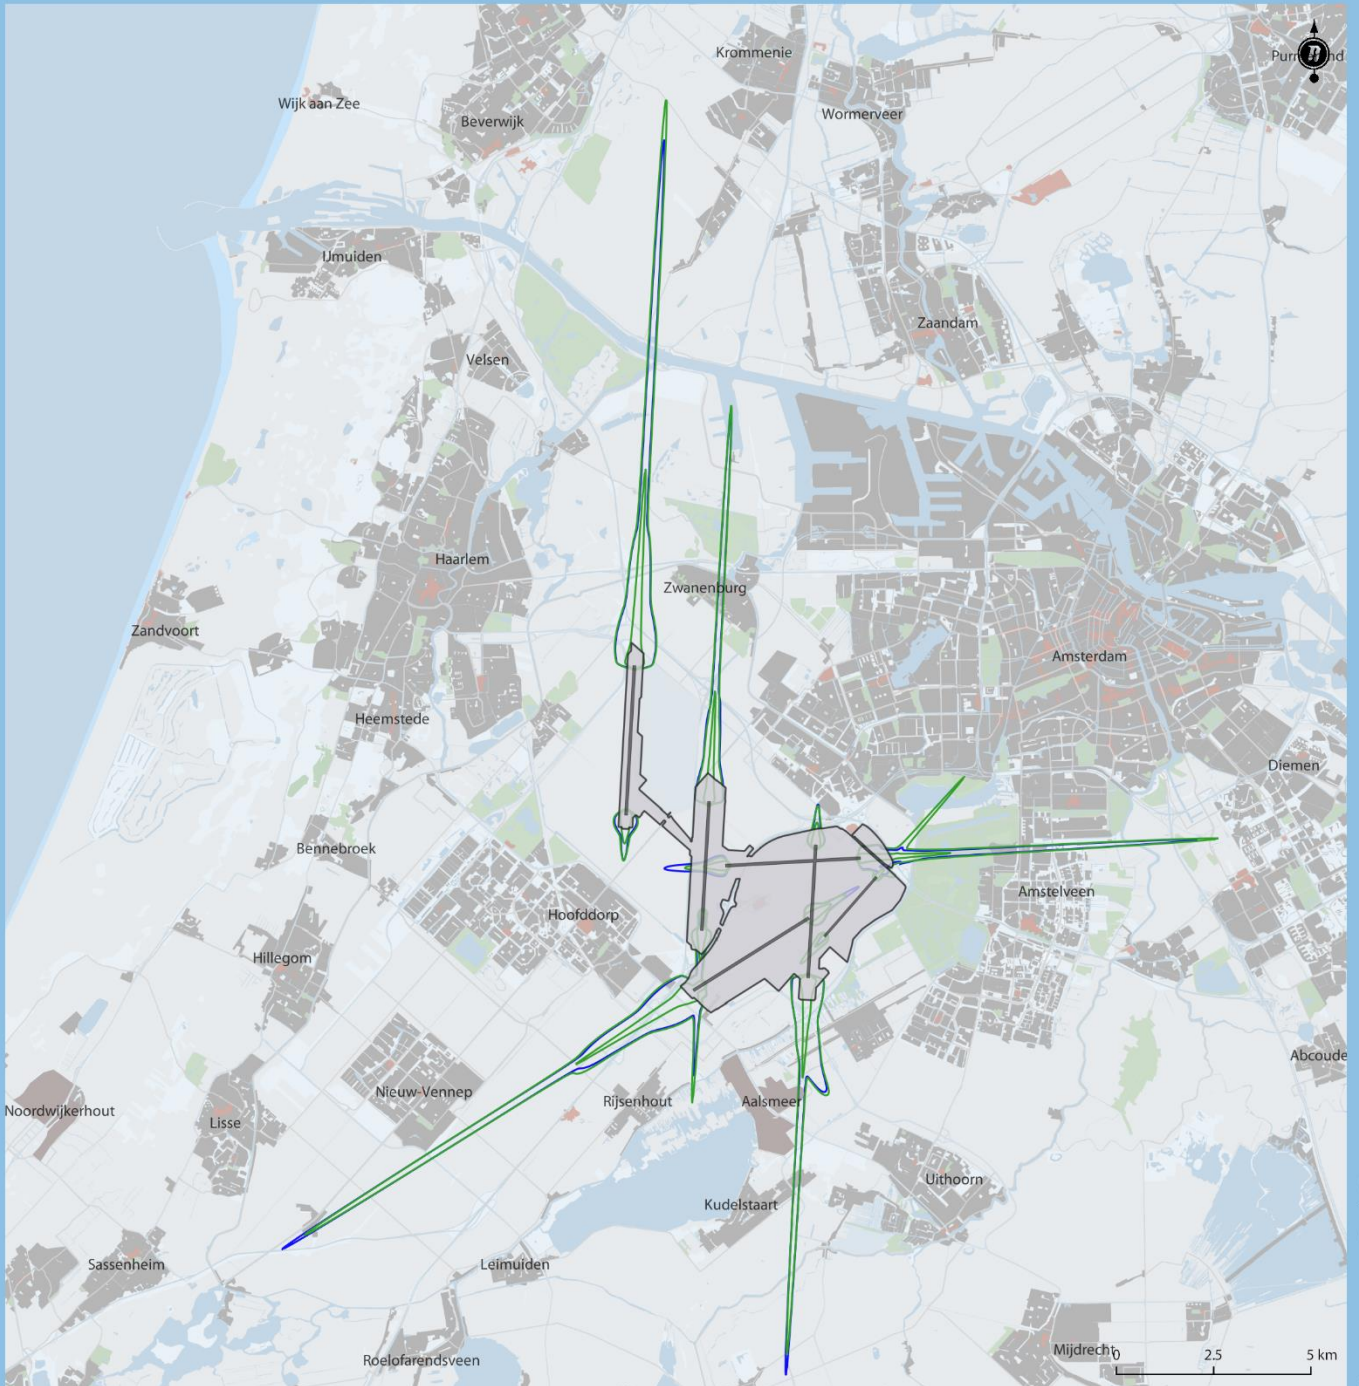 Krommenie
Wijk aan Zee
Beverwijk
Wormerveer
IJmuiden
Zaandam
Velsen
Haarlem
Zwanenburg
Zandvoort
Amsterdam
Heemstede
Diemen
Bennebroek
Amstelveen
Hoofddorp
Hillegom
Abcoude
Nieuw-Vennep
Rijsenhout
Aalsmeer
Noordwijkerhout
Lisse
Uithoorn
Kudelstaart
Sassenheim
Leimuiden
Mijdrecht
Roelofarendsveen
0 2.5 5 km